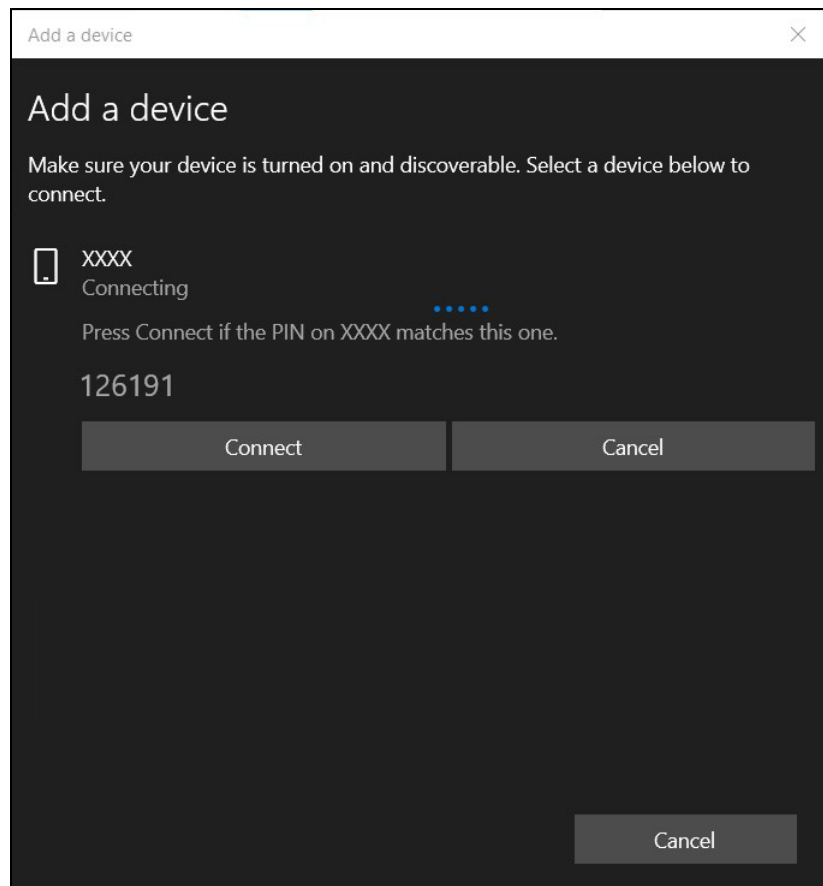 Add a device
Add a device
Make sure your device is turned on and discoverable. Select a device below to
connect.
XXXX
Connecting
Press Connect if the PIN on XXXX matches this one.
126191
Connect Cancel
Cancel